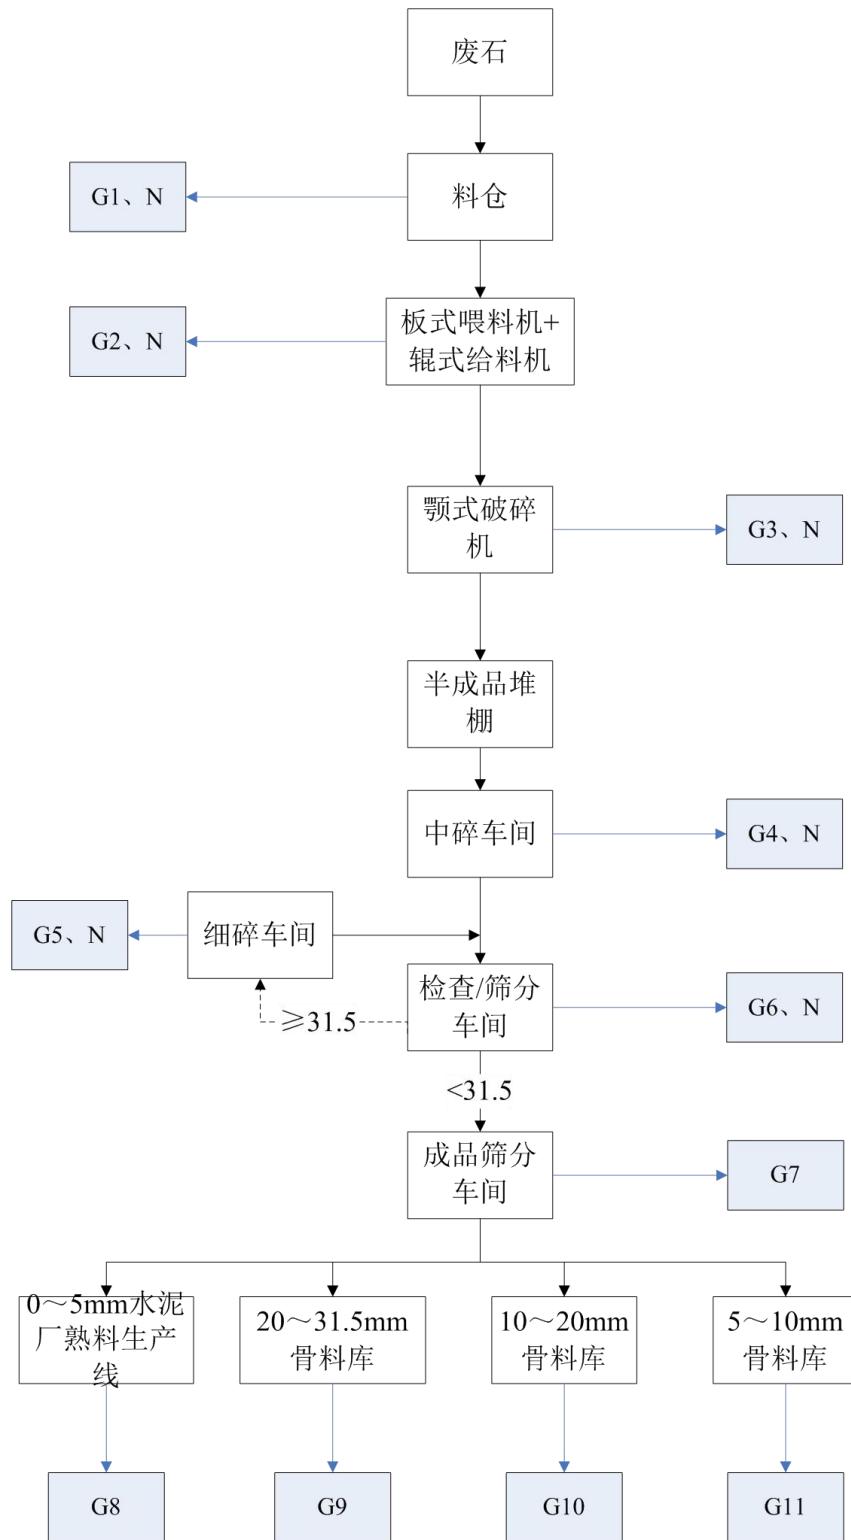 废石
G1、N
料仓
G2、N
板式喂料机+
辊式给料机
颚式破碎
机
G3、N
半成品堆
棚
中碎车间
G4、N
G5、N
细碎车间
检查/筛分
车间
G6、N
≥31.5
<31.5
成品筛分
车间
G7
0～5mm水泥
厂熟料生产
线
20～31.5mm
骨料库
10～20mm
骨料库
5～10mm
骨料库
G8
G9
G10
G11